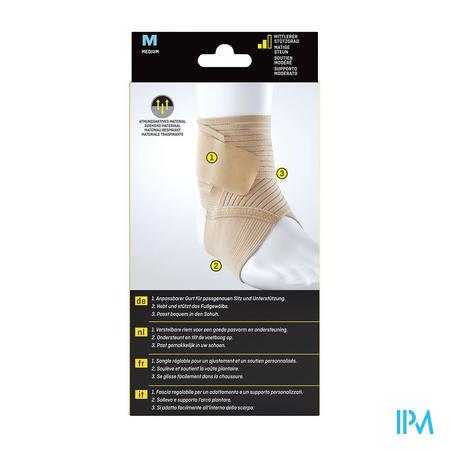 M
MEDIUM
MITTLERER
STÜTZGRAD
MATIGE
STEUN
SOUTIEN
MODÉRÉ
SUPPORTO
MODERATO
ATMUNGSAKTIVES MATERIAL
ADEMEND MATERIAAL
MATÉRIAU RESPIRANT
MATERIALE TRASPIRANTE
1
3
2
de
1. Anpassbarer Gurt für passgenauen Sitz und Unterstützung.
2. Hebt und stützt das Fußgewölbe.
3. Passt bequem in den Schuh.
nl
1. Verstelbare riem voor een goede pasvorm en ondersteuning.
2. Ondersteunt en tilt de voetboog op.
3. Past gemakkelijk in uw schoen.
fr
1. Sangle réglable pour un ajustement et un soutien personnalisés.
2. Soulève et soutient la voûte plantaire.
3. Se glisse facilement dans la chaussure.
it
1. Fascia regolabile per un adattamento e un supporto personalizzati.
2. Solleva e supporta l'arco plantare.
3. Si adatta facilmente all'interno della scarpa.
IPM